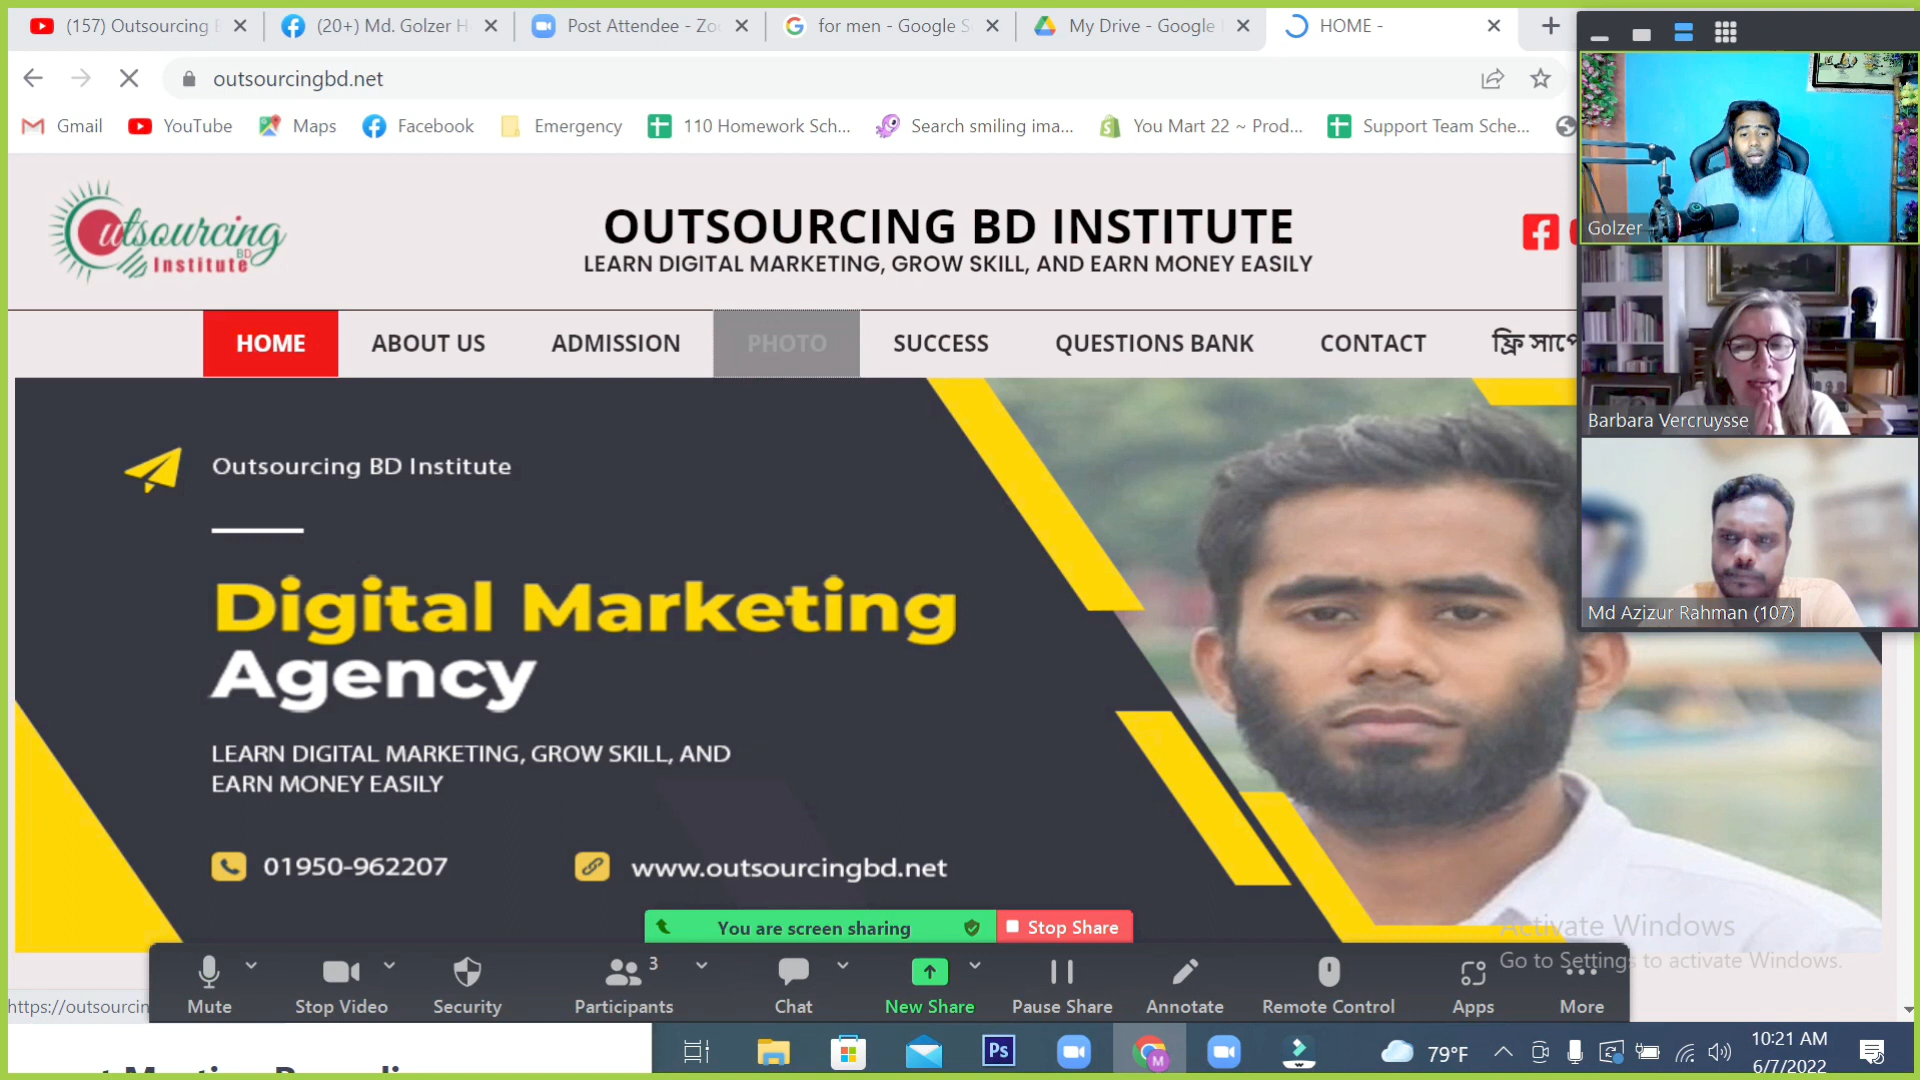 (157) Outsourcing
(20+) Md. Golzer H
Post Attendee - Zo
for men - Google S
My Drive - Google
HOME -
outsourcingbd.net
Gmail
YouTube
Maps
Facebook
Emergency
110 Homework Sch...
Search smiling ima...
You Mart 22 ~ Prod...
Support Team Sche...
Outsourcing
BD
Institute
OUTSOURCING BD INSTITUTE
LEARN DIGITAL MARKETING, GROW SKILL, AND EARN MONEY EASILY
HOME
ABOUT US
ADMISSION
PHOTO
SUCCESS
QUESTIONS BANK
CONTACT
ফ্রি সাপো
Golzer
Barbara Vercruysse
Md Azizur Rahman (107)
Outsourcing BD Institute
Digital Marketing
Agency
LEARN DIGITAL MARKETING, GROW SKILL, AND
EARN MONEY EASILY
01950-962207
www.outsourcingbd.net
You are screen sharing
Stop Share
Activate Windows
Go to Settings to activate Windows.
Mute
Stop Video
Security
Participants
3
Chat
New Share
Pause Share
Annotate
Remote Control
Apps
More
https://outsourcin
Ps
M
79°F
10:21 AM
6/7/2022